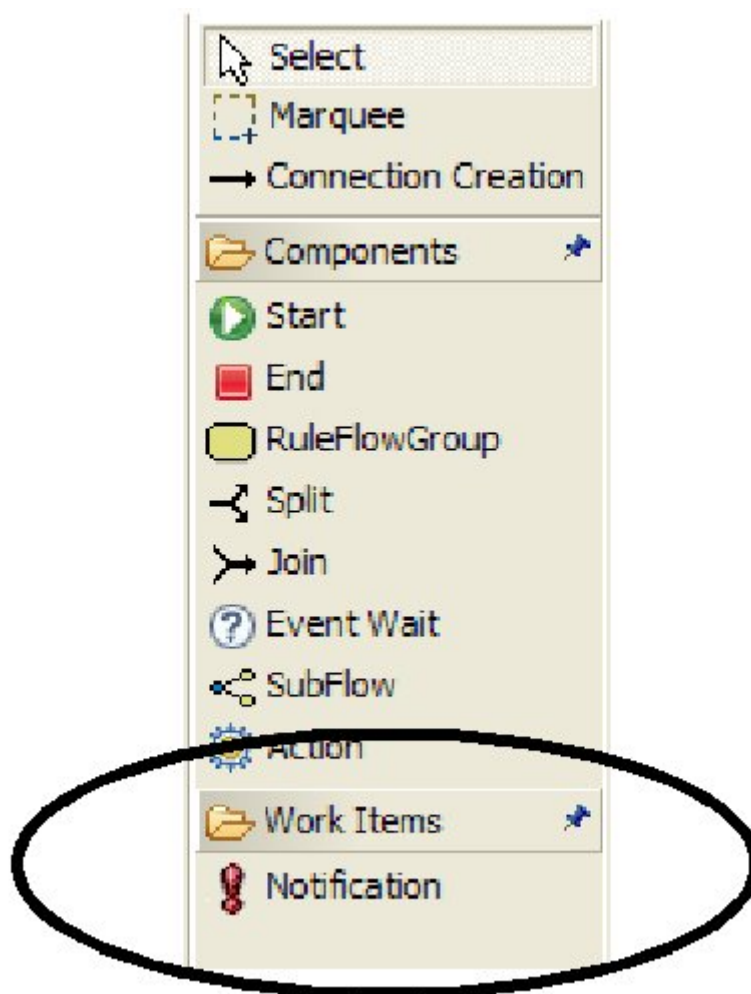 Select
Marquee
Connection Creation
Components
Start
End
RuleFlowGroup
Split
Join
Event Wait
SubFlow
Action
Work Items
Notification